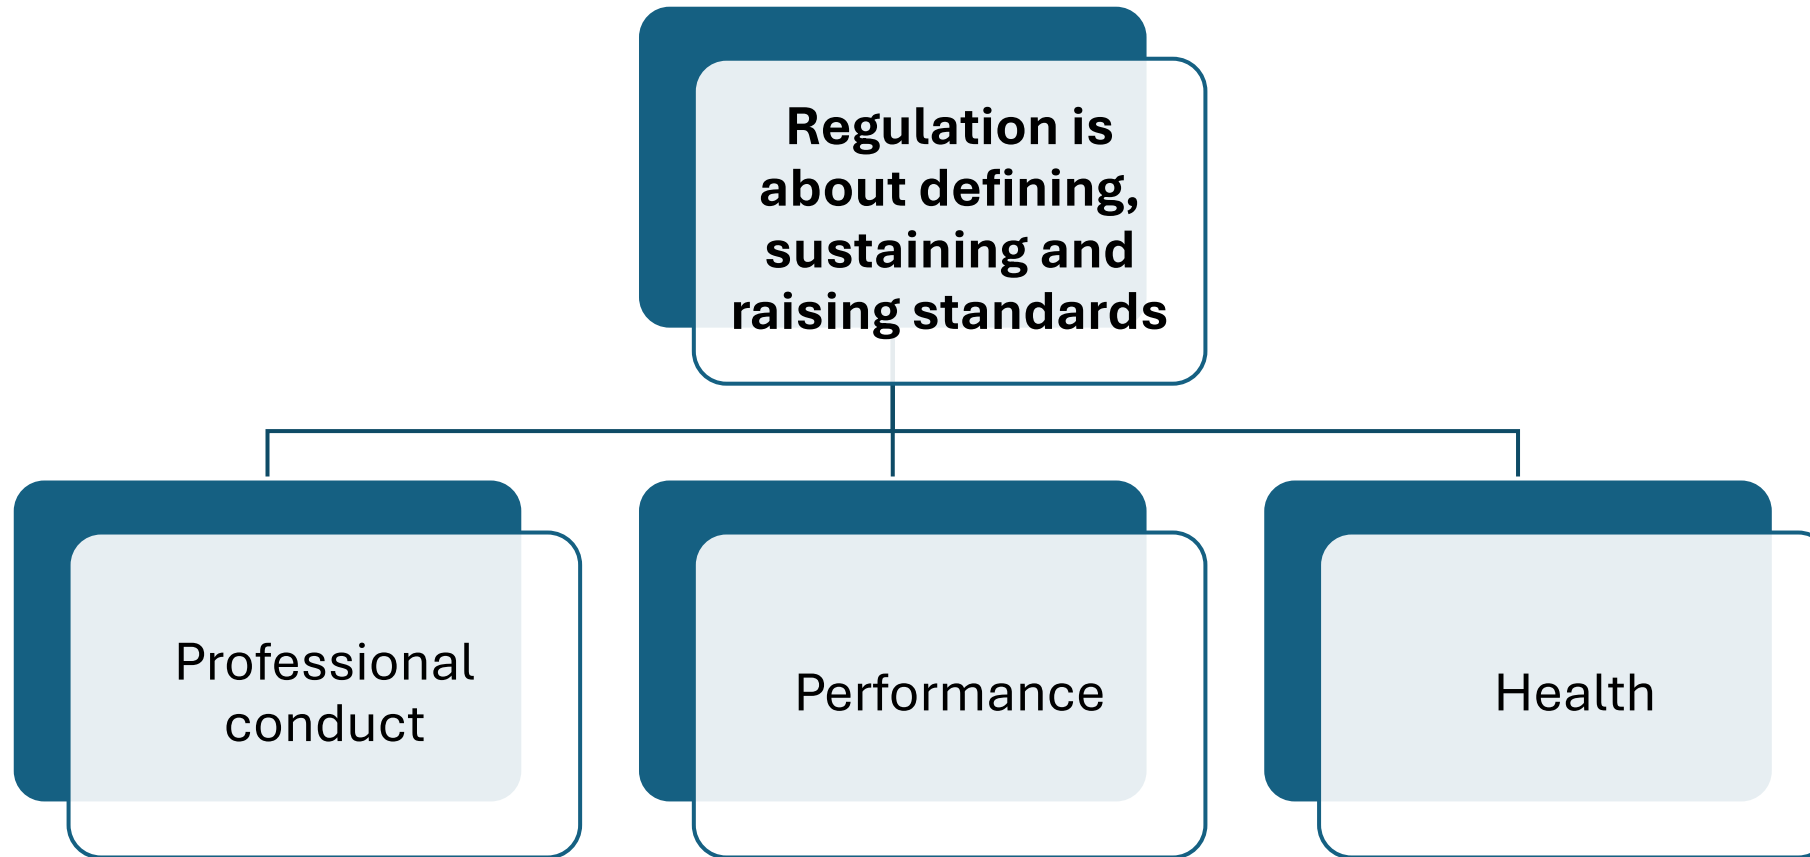 Regulation is
about defining,
sustaining and
raising standards
Professional
conduct
Performance
Health